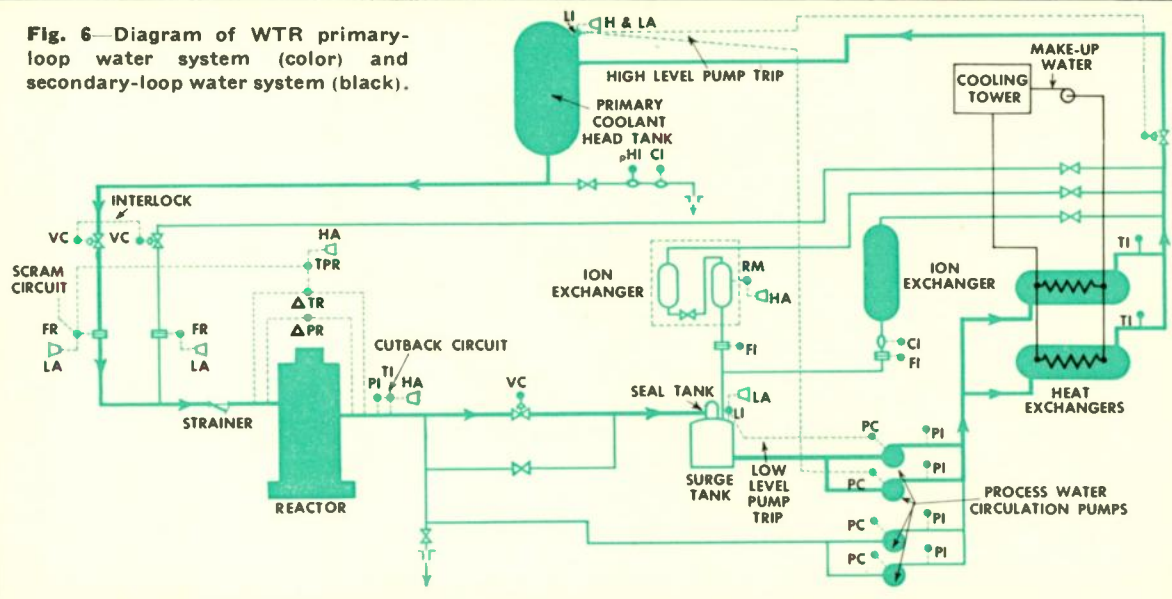 Fig. 6—Diagram of WTR primary-
loop water system (color) and
secondary-loop water system (black).
LI
H & LA
HIGH LEVEL PUMP TRIP
MAKE-UP
WATER
COOLING
TOWER
PRIMARY
COOLANT
HEAD TANK
pHI CI
INTERLOCK
VC
VC
HA
TPR
SCRAM
CIRCUIT
ION
EXCHANGER
RM
HA
ION
EXCHANGER
TI
Δ TR
Δ PR
FR
LA
FR
LA
CUTBACK CIRCUIT
TI
PI
HA
VC
FI
CI
FI
TI
SEAL TANK
LA
LI
HEAT
EXCHANGERS
STRAINER
PC
PI
PI
SURGE
TANK
LOW
LEVEL
PUMP
TRIP
PC
PROCESS WATER
CIRCULATION PUMPS
REACTOR
PC
PI
PC
PI